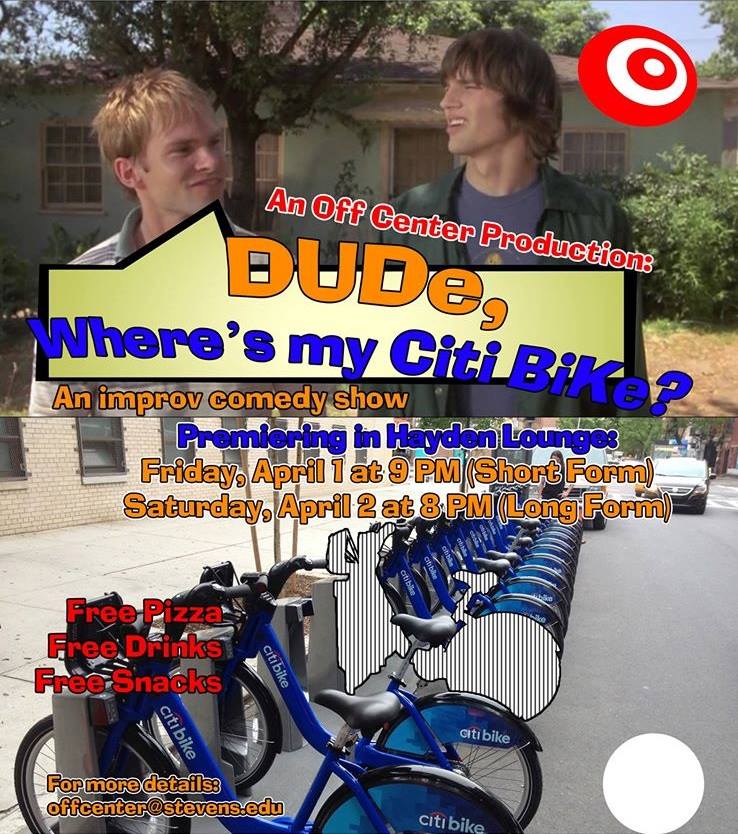 An Off Center Production:
DUDe,
Where's my Citi BiKe?
An improv comedy show
Premiering in Hayden Lounge:
Friday, April 1 at 9 PM (Short Form)
Saturday, April 2 at 8 PM (Long Form)
Free Pizza
Free Drinks
Free Snacks
citibike
citibike
citibike
citibike
citi bike
citi bike
For more details:
offcenter@stevens.edu